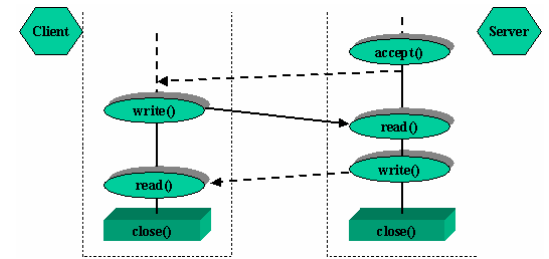 Client
Server
accept()
write()
read()
write()
read()
close()
close()